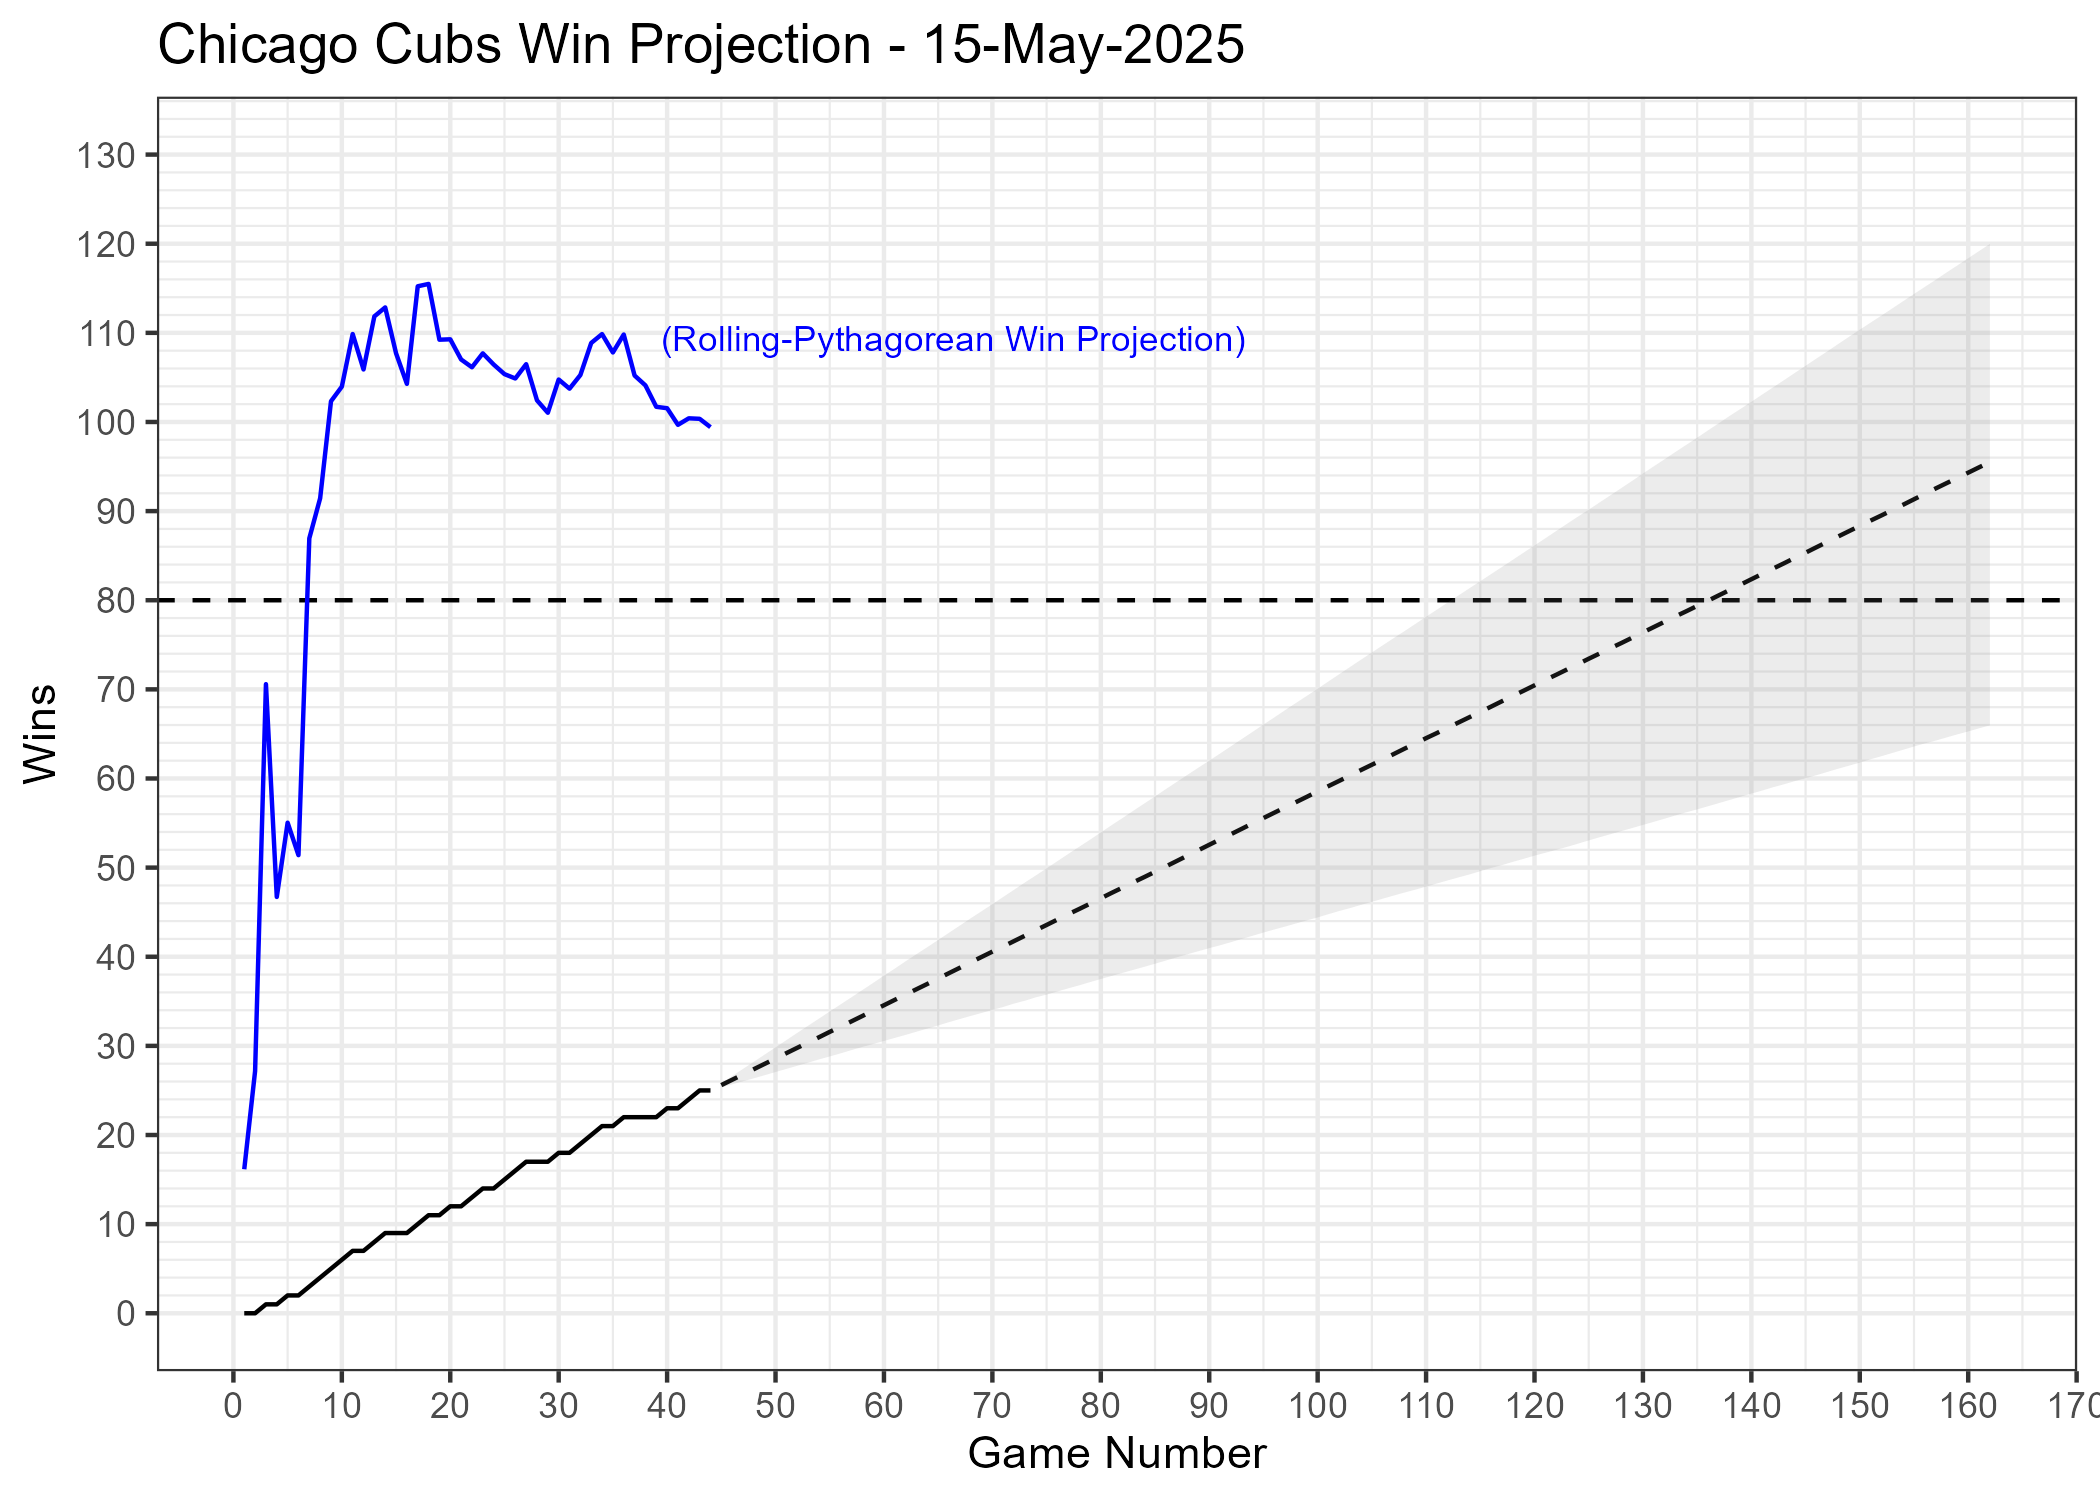 Chicago Cubs Win Projection - 15-May-2025
130
120
110
100
90
80
70
60
50
40
30
20
10
0
Wins
(Rolling-Pythagorean Win Projection)
0 10 20 30 40 50 60 70 80 90 100 110 120 130 140 150 160 170
Game Number